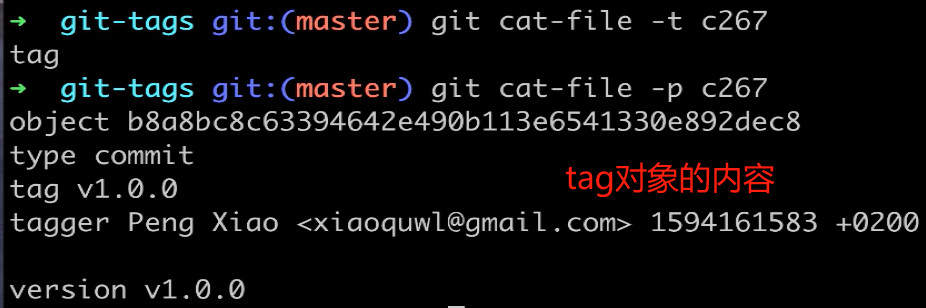 ➜ git-tags git:(master) git cat-file -t c267
tag
➜ git-tags git:(master) git cat-file -p c267
object b8a8bc8c63394642e490b113e6541330e892dec8
type commit
tag v1.0.0
tag对象的内容
tagger Peng Xiao <xiaoquwl@gmail.com> 1594161583 +0200
version v1.0.0